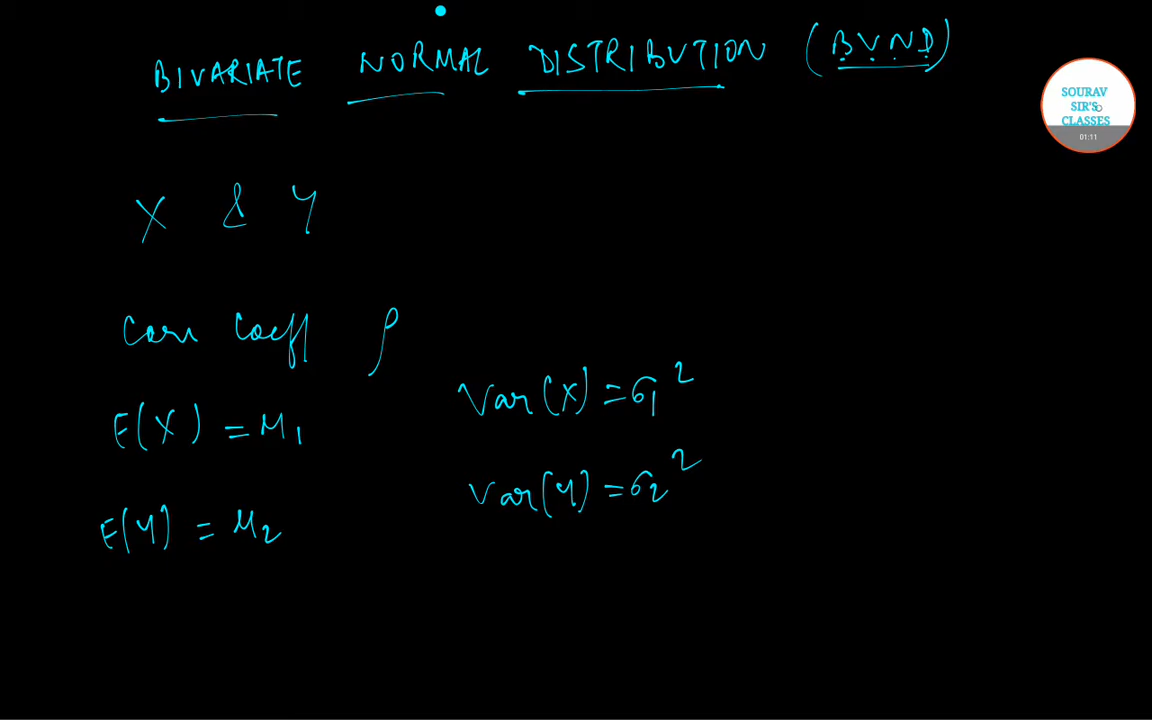 BIVARIATE NORMAL DISTRIBUTION (BVND)
SOURAV
SIR'S
CLASSES
01:11
X & Y
Corr Coeff ρ
Var(X) = σ₁²
E(X) = μ₁
Var(Y) = σ₂²
E(Y) = μ₂